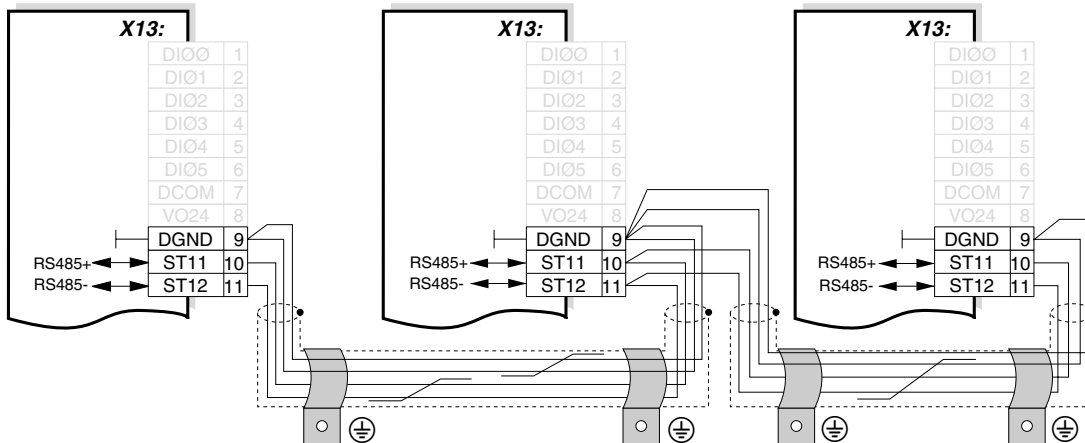 X13:
DIØØ 1
DIØ1 2
DIØ2 3
DIØ3 4
DIØ4 5
DIØ5 6
DCOM 7
VO24 8
DGND 9
RS485+ ST11 10
RS485- ST12 11
X13:
DIØØ 1
DIØ1 2
DIØ2 3
DIØ3 4
DIØ4 5
DIØ5 6
DCOM 7
VO24 8
DGND 9
RS485+ ST11 10
RS485- ST12 11
X13:
DIØØ 1
DIØ1 2
DIØ2 3
DIØ3 4
DIØ4 5
DIØ5 6
DCOM 7
VO24 8
DGND 9
RS485+ ST11 10
RS485- ST12 11